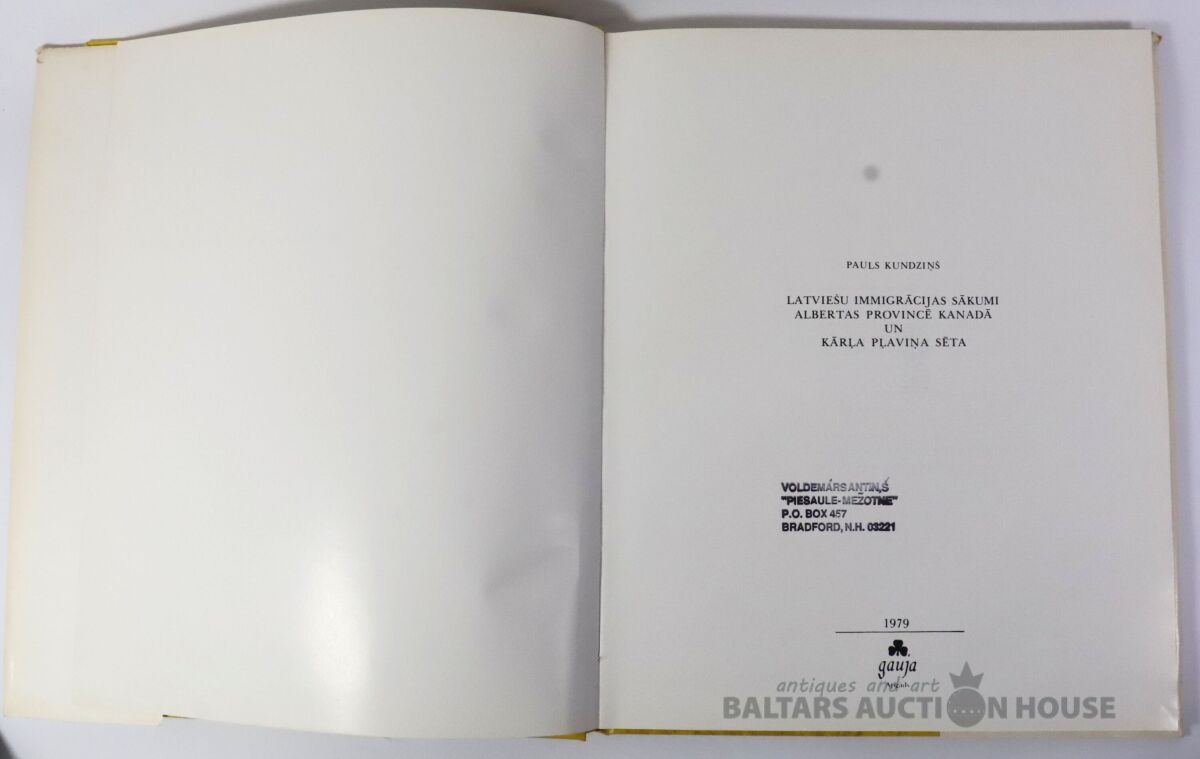 PAULS KUNDZIŅŠ
LATVIEŠU IMMIGRĀCIJAS SĀKUMI
ALBERTAS PROVINCĒ KANADĀ
UN
KĀRĻA PĻAVIŅA SĒTA
VOLDEMĀRS ANTIŅŠ
"PIESAULE-MEŽOTNE"
P.O. BOX 457
BRADFORD, N.H. 03221
1979
gauja
antiques and art
BALTARS AUCTION HOUSE